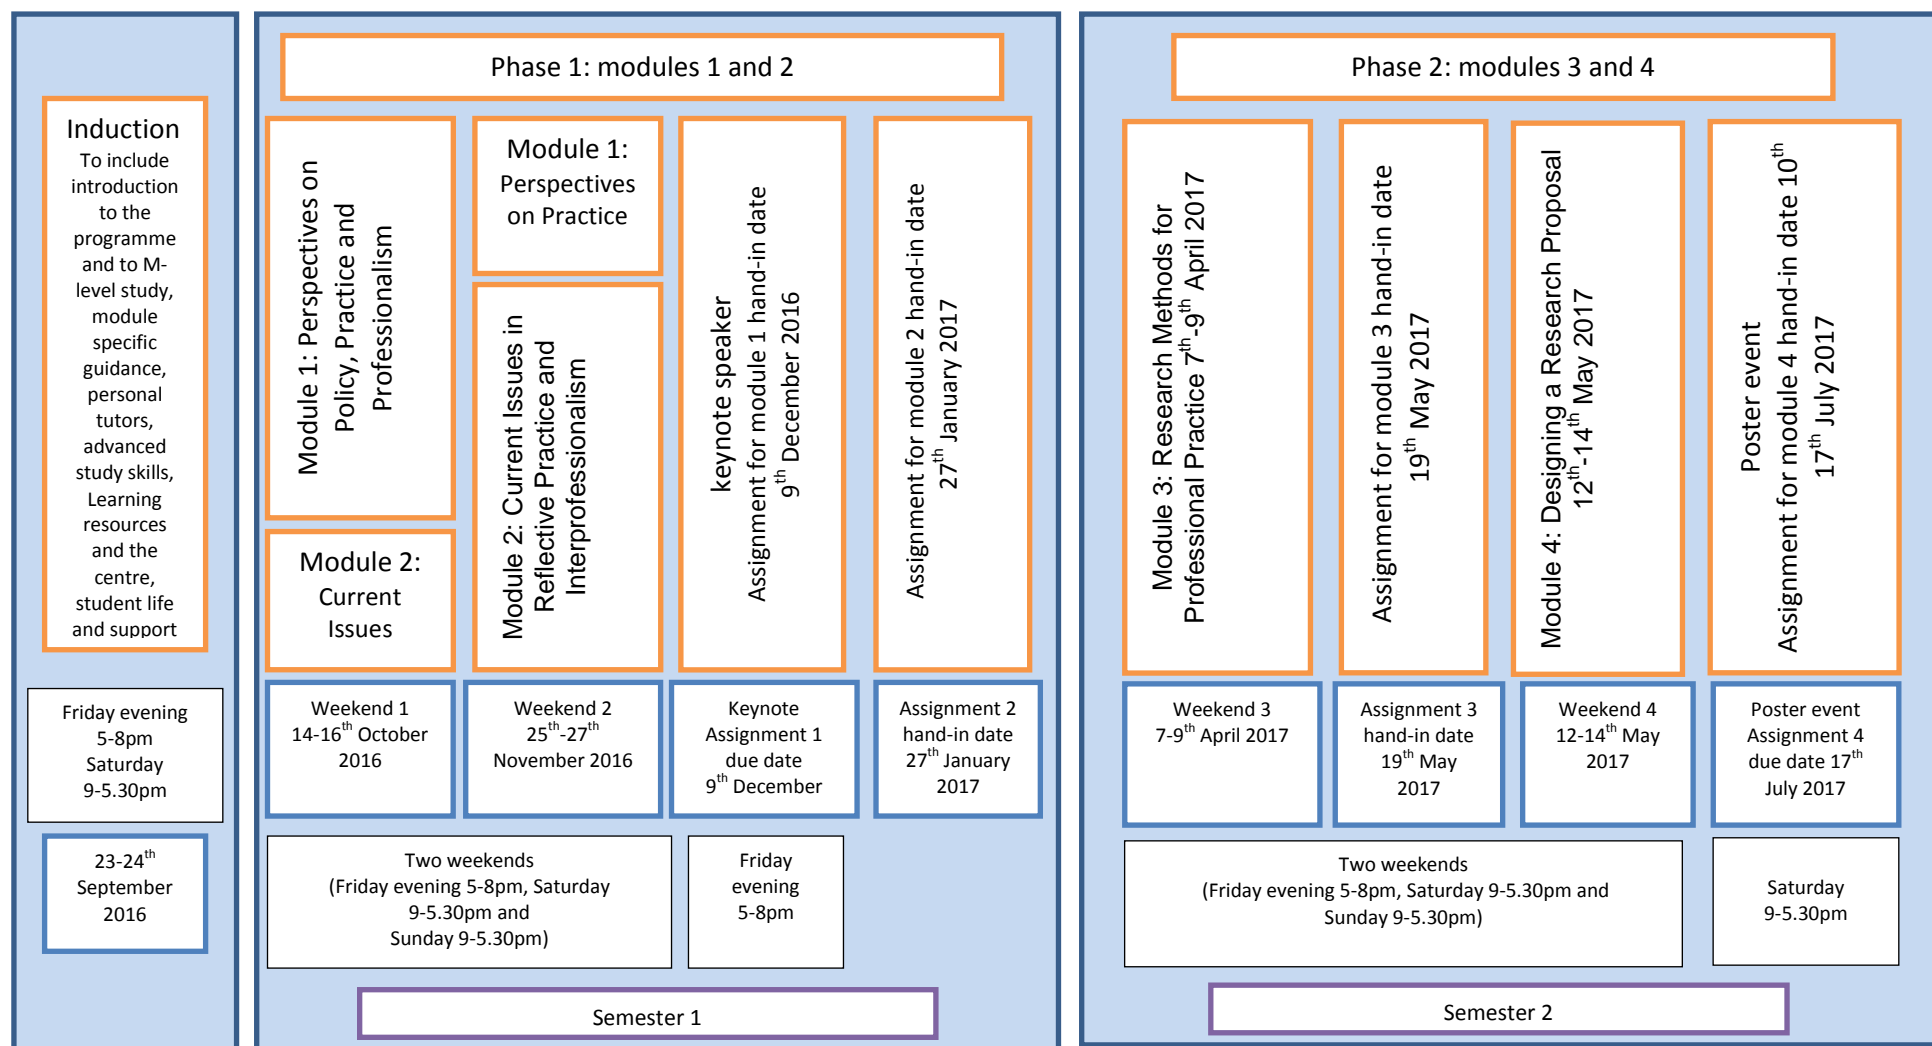 Induction
To include
introduction
to the
programme
and to M-
level study,
module
specific
guidance,
personal
tutors,
advanced
study skills,
Learning
resources
and the
centre,
student life
and support
Friday evening
5-8pm
Saturday
9-5.30pm
23-24th
September
2016
Phase 1: modules 1 and 2
Module 1: Perspectives on
Policy, Practice and
Professionalism
Module 2:
Current
Issues
Module 1:
Perspectives
on Practice
Module 2: Current Issues in
Reflective Practice and
Interprofessionalism
keynote speaker
Assignment for module 1 hand-in date
9th December 2016
Assignment for module 2 hand-in date
27th January 2017
Weekend 1
14-16th October
2016
Weekend 2
25th-27th
November 2016
Keynote
Assignment 1
due date
9th December
Assignment 2
hand-in date
27th January
2017
Two weekends
(Friday evening 5-8pm, Saturday
9-5.30pm and
Sunday 9-5.30pm)
Friday
evening
5-8pm
Semester 1
Phase 2: modules 3 and 4
Module 3: Research Methods for
Professional Practice 7th-9th April 2017
Assignment for module 3 hand-in date
19th May 2017
Module 4: Designing a Research Proposal
12th-14th May 2017
Poster event
Assignment for module 4 hand-in date 10th
17th July 2017
Weekend 3
7-9th April 2017
Assignment 3
hand-in date
19th May
2017
Weekend 4
12-14th May
2017
Poster event
Assignment 4
due date 17th
July 2017
Two weekends
(Friday evening 5-8pm, Saturday 9-5.30pm and
Sunday 9-5.30pm)
Saturday
9-5.30pm
Semester 2